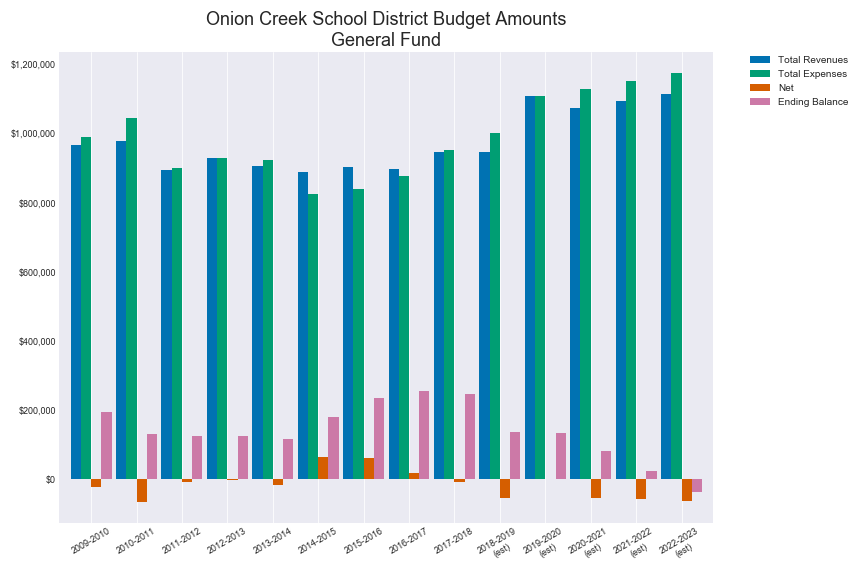 Onion Creek School District Budget Amounts
General Fund
Total Revenues
Total Expenses
Net
Ending Balance
$1,200,000
$1,000,000
$800,000
$600,000
$400,000
$200,000
$0
2009-2010
2010-2011
2011-2012
2012-2013
2013-2014
2014-2015
2015-2016
2016-2017
2017-2018
2018-2019
(est)
2019-2020
(est)
2020-2021
(est)
2021-2022
(est)
2022-2023
(est)